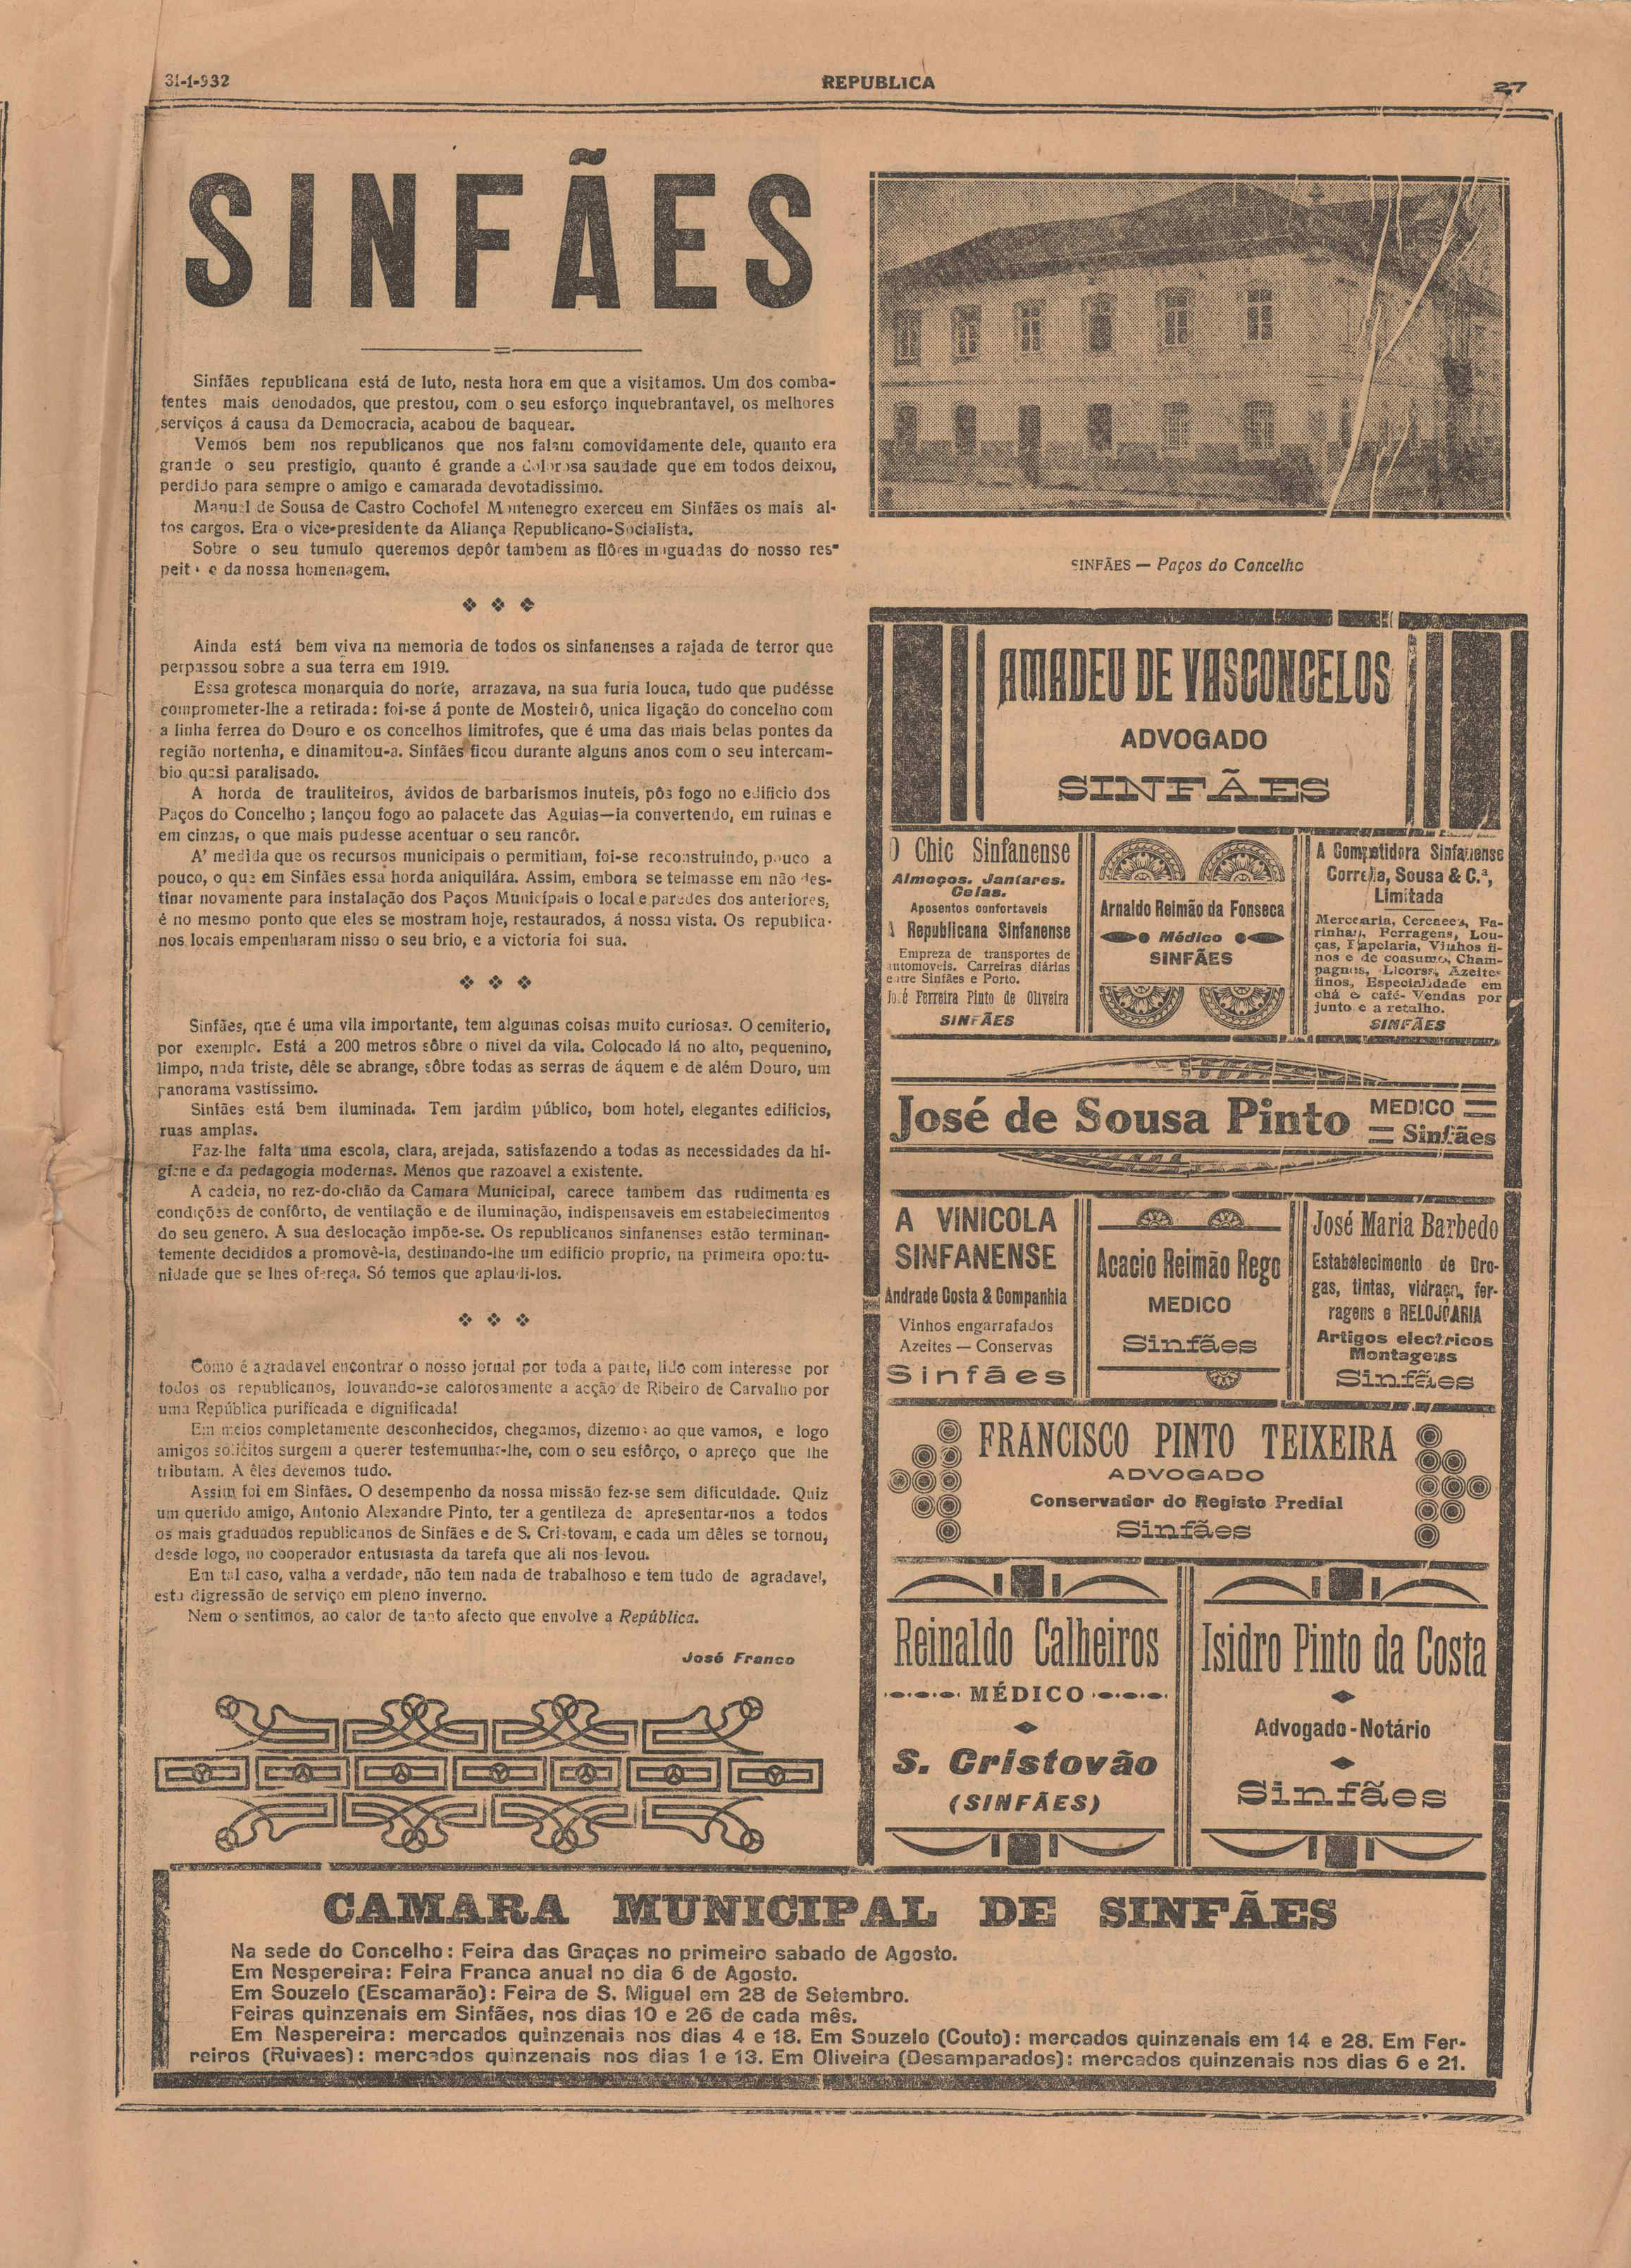 31-1-932
REPUBLICA
27
SINFÃES
Sinfães republicana está de luto, nesta hora em que a visitamos. Um dos comba-
tentes mais denodados, que prestou, com o seu esforço inquebrantavel, os melhores
serviços á causa da Democracia, acabou de baquear.
Vemos bem nos republicanos que nos falam comovidamente dele, quanto era
grande o seu prestigio, quanto é grande a dolorosa saudade que em todos deixou,
perdido para sempre o amigo e camarada devotadissimo.
Manuel de Sousa de Castro Cochofel Montenegro exerceu em Sinfães os mais al-
tos cargos. Era o vice-presidente da Aliança Republicano-Socialista.
Sobre o seu tumulo queremos depôr tambem as flôres maguadas do nosso res-
peito e da nossa homenagem.
Ainda está bem viva na memoria de todos os sinfanenses a rajada de terror que
perpassou sobre a sua terra em 1919.
Essa grotesca monarquia do norte, arrazava, na sua furia louca, tudo que pudésse
comprometer-lhe a retirada: foi-se á ponte de Mosteirô, unica ligação do concelho com
a linha ferrea do Douro e os concelhos limitrofes, que é uma das mais belas pontes da
região nortenha, e dinamitou-a. Sinfães ficou durante alguns anos com o seu intercam-
bio quasi paralisado.
A horda de trauliteiros, ávidos de barbarismos inuteis, pôs fogo no edificio dos
Paços do Concelho; lançou fogo ao palacete das Aguias—ia convertendo, em ruinas e
em cinzas, o que mais pudesse acentuar o seu rancôr.
A' medida que os recursos municipais o permitiam, foi-se reconstruindo, pouco a
pouco, o que em Sinfães essa horda aniquilára. Assim, embora se teimasse em não des-
tinar novamente para instalação dos Paços Municipais o local e paredes dos anteriores,
é no mesmo ponto que eles se mostram hoje, restaurados, á nossa vista. Os republica-
nos locais empenharam nisso o seu brio, e a victoria foi sua.
Sinfães, que é uma vila importante, tem algumas coisas muito curiosas. O cemiterio,
por exemplo. Está a 200 metros sôbre o nivel da vila. Colocado lá no alto, pequenino,
limpo, nada triste, dêle se abrange, sôbre todas as serras de áquem e de além Douro, um
panorama vastissimo.
Sinfães está bem iluminada. Tem jardim público, bom hotel, elegantes edificios,
ruas amplas.
Faz-lhe falta uma escola, clara, arejada, satisfazendo a todas as necessidades da hi-
giene e da pedagogia modernas. Menos que razoavel a existente.
A cadeia, no rez-do-chão da Camara Municipal, carece tambem das rudimentares
condições de confôrto, de ventilação e de iluminação, indispensaveis em estabelecimentos
do seu genero. A sua deslocação impõe-se. Os republicanos sinfanenses estão terminan-
temente decididos a promovê-la, destinando-lhe um edificio proprio, na primeira oportu-
nidade que se lhes ofereça. Só temos que aplaudi-los.
Como é agradavel encontrar o nosso jornal por toda a parte, lido com interesse por
todos os republicanos, louvando-se calorosamente a acção de Ribeiro de Carvalho por
uma República purificada e dignificada!
Em meios completamente desconhecidos, chegamos, dizemos ao que vamos, e logo
amigos solicitos surgem a querer testemunhar-lhe, com o seu esfôrço, o apreço que lhe
tributam. A êles devemos tudo.
Assim foi em Sinfães. O desempenho da nossa missão fez-se sem dificuldade. Quiz
um querido amigo, Antonio Alexandre Pinto, ter a gentileza de apresentar-nos a todos
os mais graduados republicanos de Sinfães e de S. Cristovam, e cada um dêles se tornou,
desde logo, no cooperador entusiasta da tarefa que ali nos levou.
Em tal caso, valha a verdade, não tem nada de trabalhoso e tem tudo de agradavel,
esta digressão de serviço em pleno inverno.
Nem o sentimos, ao calor de tanto afecto que envolve a República.
José Franco
SINFÃES — Paços do Concelho
AMADEU DE VASCONCELOS
ADVOGADO
SINFÃES
O Chic Sinfanense
Almoços. Jantares.
Ceias.
Aposentos confortaveis
A Republicana Sinfanense
Empreza de transportes de
automoveis. Carreiras diárias
entre Sinfães e Porto.
José Ferreira Pinto de Oliveira
SINFÃES
Arnaldo Reimão da Fonseca
Médico
SINFÃES
A Competidora Sinfanense
Correia, Sousa & C.ª,
Limitada
Mercearia, Cereaes, Fa-
rinhas, Ferragens, Lou-
ças, Papelaria, Vinhos fi-
nos e de consumo, Cham-
pagnes, Licores, Azeites
finos, Especialidade em
chá e café- Vendas por
junto e a retalho.
SINFÃES
José de Sousa Pinto
MEDICO
Sinfães
A VINICOLA
SINFANENSE
Andrade Costa & Companhia
Vinhos engarrafados
Azeites — Conservas
Sinfães
Acacio Reimão Rego
MEDICO
Sinfães
José Maria Barbedo
Estabelecimento de Dro-
gas, tintas, vidraça, fer-
ragens e RELOJOARIA
Artigos electricos
Montagens
Sinfães
FRANCISCO PINTO TEIXEIRA
ADVOGADO
Conservador do Registo Predial
Sinfães
Reinaldo Calheiros
MÉDICO
S. Cristovão
(SINFÃES)
Isidro Pinto da Costa
Advogado-Notário
Sinfães
CAMARA MUNICIPAL DE SINFÃES
Na sede do Concelho: Feira das Graças no primeiro sabado de Agosto.
Em Nespereira: Feira Franca anual no dia 6 de Agosto.
Em Souzelo (Escamarão): Feira de S. Miguel em 28 de Setembro.
Feiras quinzenais em Sinfães, nos dias 10 e 26 de cada mês.
Em Nespereira: mercados quinzenais nos dias 4 e 18. Em Souzelo (Couto): mercados quinzenais em 14 e 28. Em Fer-
reiros (Ruivaes): mercados quinzenais nos dias 1 e 13. Em Oliveira (Desamparados): mercados quinzenais nos dias 6 e 21.